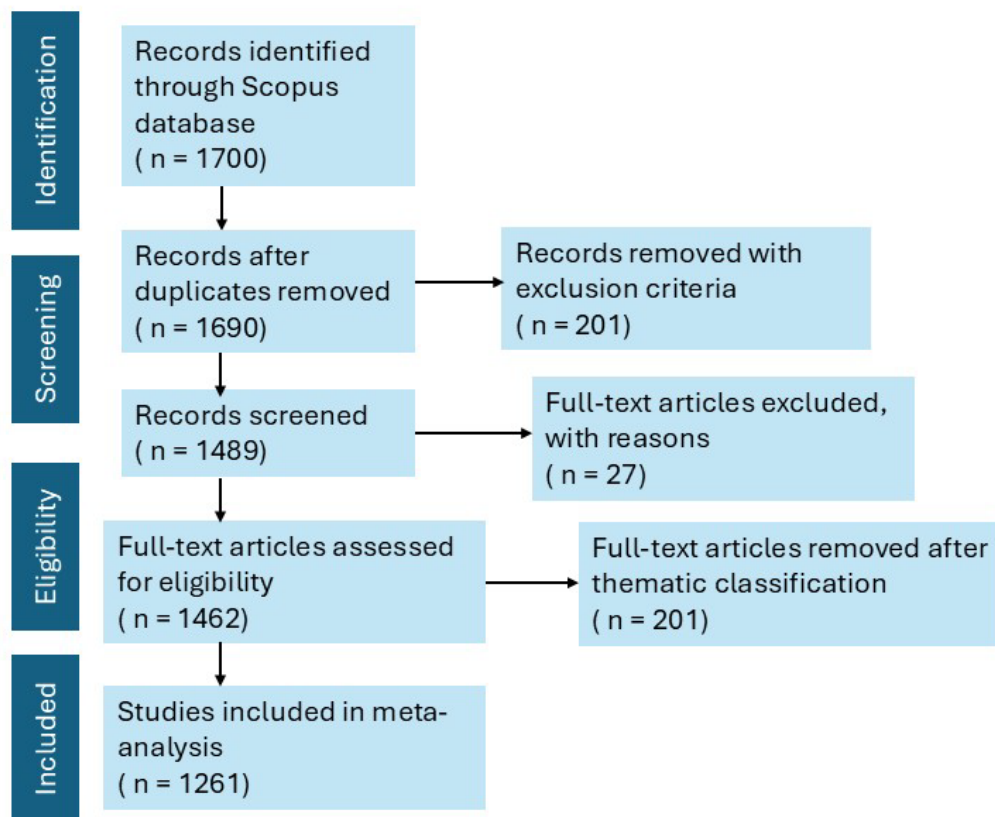 Identification
Records identified
through Scopus
database
( n = 1700)
Screening
Records after
duplicates removed
( n = 1690)
Records removed with
exclusion criteria
( n = 201)
Records screened
( n = 1489)
Full-text articles excluded,
with reasons
( n = 27)
Eligibility
Full-text articles assessed
for eligibility
( n = 1462)
Full-text articles removed after
thematic classification
( n = 201)
Included
Studies included in meta-
analysis
( n = 1261)